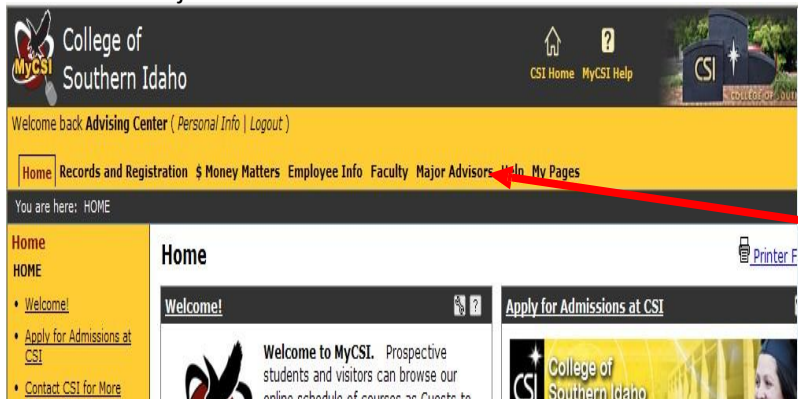 College of
Southern Idaho
MyCSI
CSI Home MyCSI Help
CSI
Welcome back Advising Center ( Personal Info | Logout )
Home Records and Registration $ Money Matters Employee Info Faculty Major Advisors Help My Pages
You are here: HOME
Home
HOME
• Welcome!
• Apply for Admissions at
CSI
• Contact CSI for More
Home
Printer F
Welcome!
?
Welcome to MyCSI. Prospective
students and visitors can browse our
online schedule of courses as Guests to
Apply for Admissions at CSI
CSI
College of
Southern Idaho